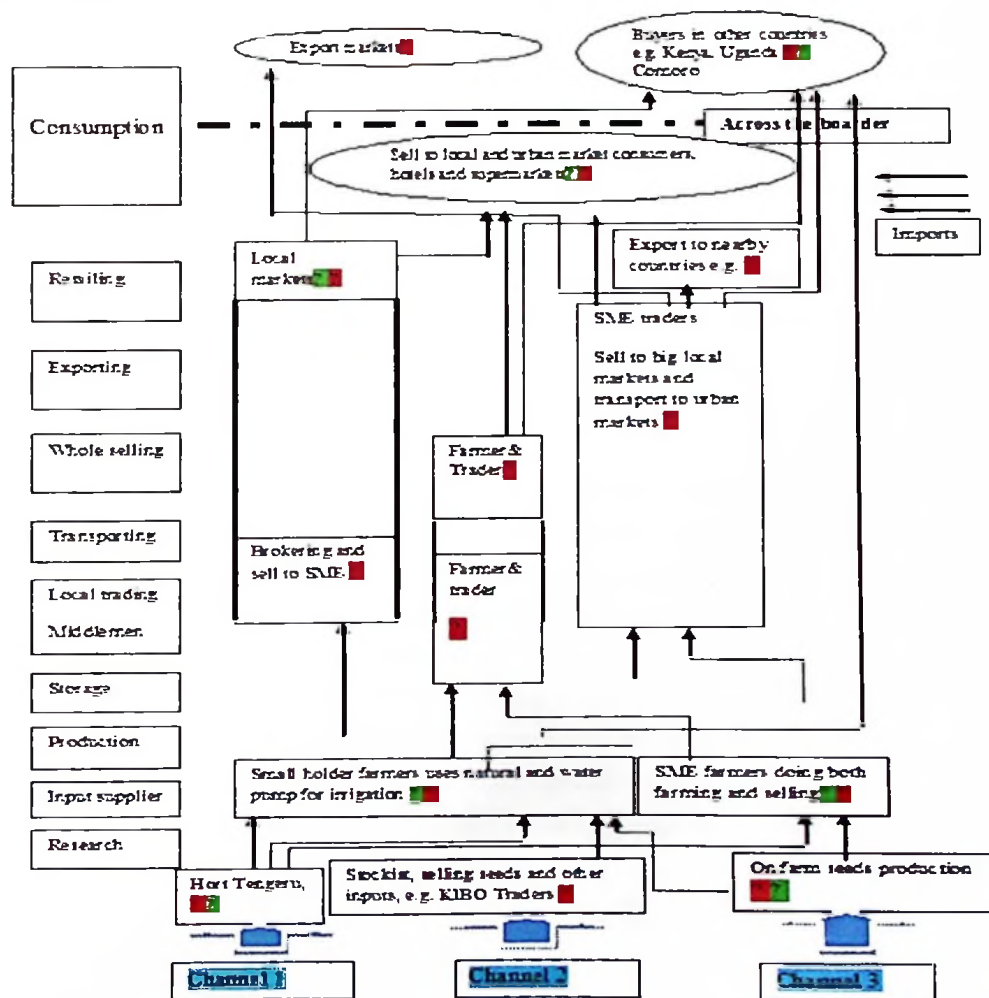 Export markets
Buyers in other countries
e.g. Kenya, Uganda
Comoro
Consumption
Across the boarder
Sell to local and urban market consumers,
hotels and supermarkets
Imports
Local
markets
Export to nearby
countries e.g.
Retailing
SME traders
Sell to big local
markets and
transport to urban
markets
Exporting
Whole selling
Farmer &
Trader
Transporting
Brokering and
sell to SME
Farmer &
trader
Local trading
Middlemen
Storage
Production
Small holder farmers uses natural and water
pump for irrigation
SME farmers doing both
farming and selling
Input supplier
Research
Hort Tengeru,
Stockist, selling seeds and other
inputs, e.g. KIBO Traders
On farm seeds production
Channel 1
Channel 2
Channel 3